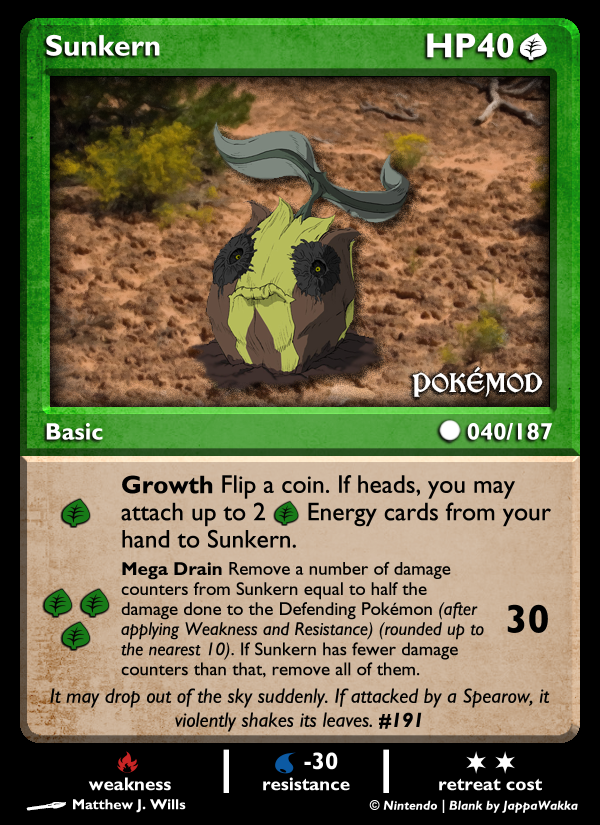 Sunkern HP40
POKÉMOD
Basic 040/187
Growth Flip a coin. If heads, you may
attach up to 2 Energy cards from your
hand to Sunkern.
Mega Drain Remove a number of damage
counters from Sunkern equal to half the
damage done to the Defending Pokémon (after
applying Weakness and Resistance) (rounded up to
the nearest 10). If Sunkern has fewer damage
counters than that, remove all of them.
30
It may drop out of the sky suddenly. If attacked by a Spearow, it
violently shakes its leaves. #191
-30
weakness resistance retreat cost
Matthew J. Wills © Nintendo | Blank by JappaWakka